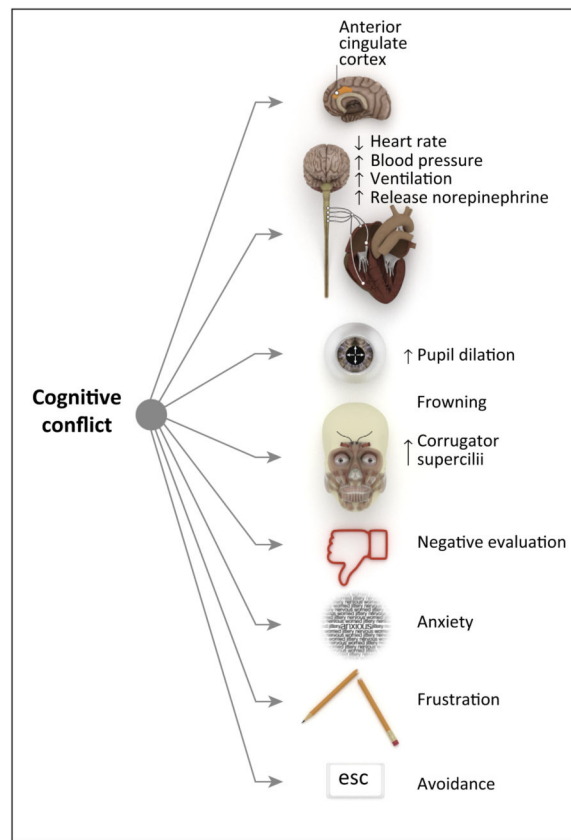 Anterior
cingulate
cortex
↓ Heart rate
↑ Blood pressure
↑ Ventilation
↑ Release norepinephrine
↑ Pupil dilation
Cognitive
conflict
Frowning
↑ Corrugator
supercilii
Negative evaluation
anxious
Anxiety
Frustration
esc
Avoidance